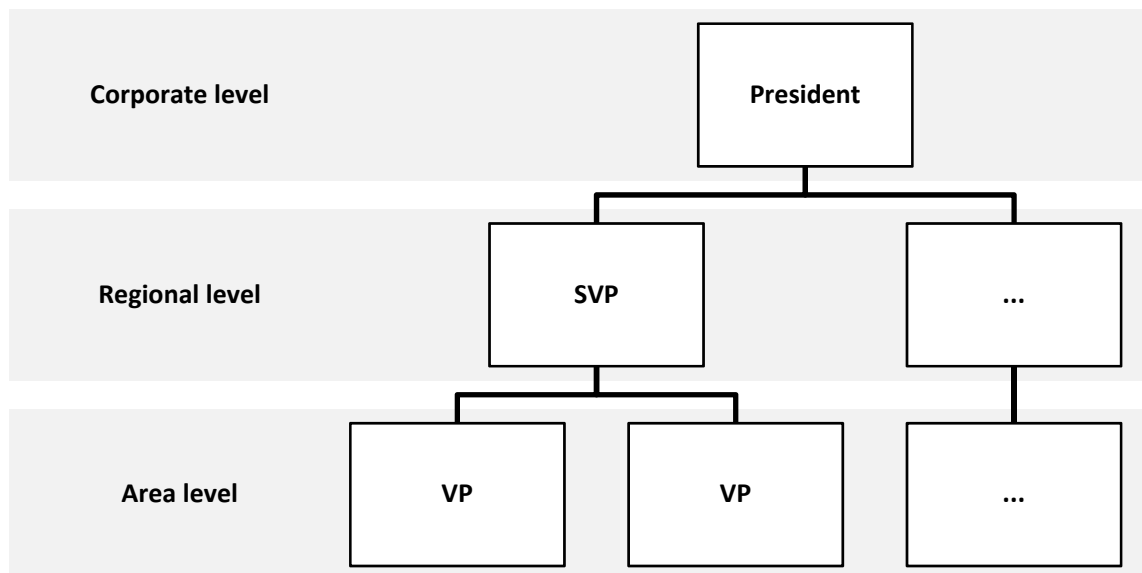 Corporate level
President
Regional level
SVP
...
Area level
VP
VP
...